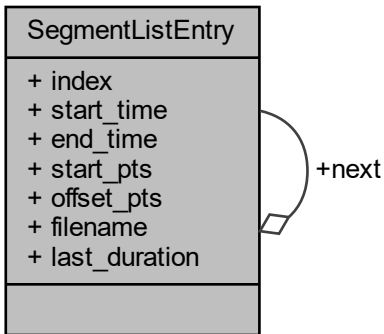 SegmentListEntry
+ index
+ start_time
+ end_time
+ start_pts
+ offset_pts
+ filename
+ last_duration
+next